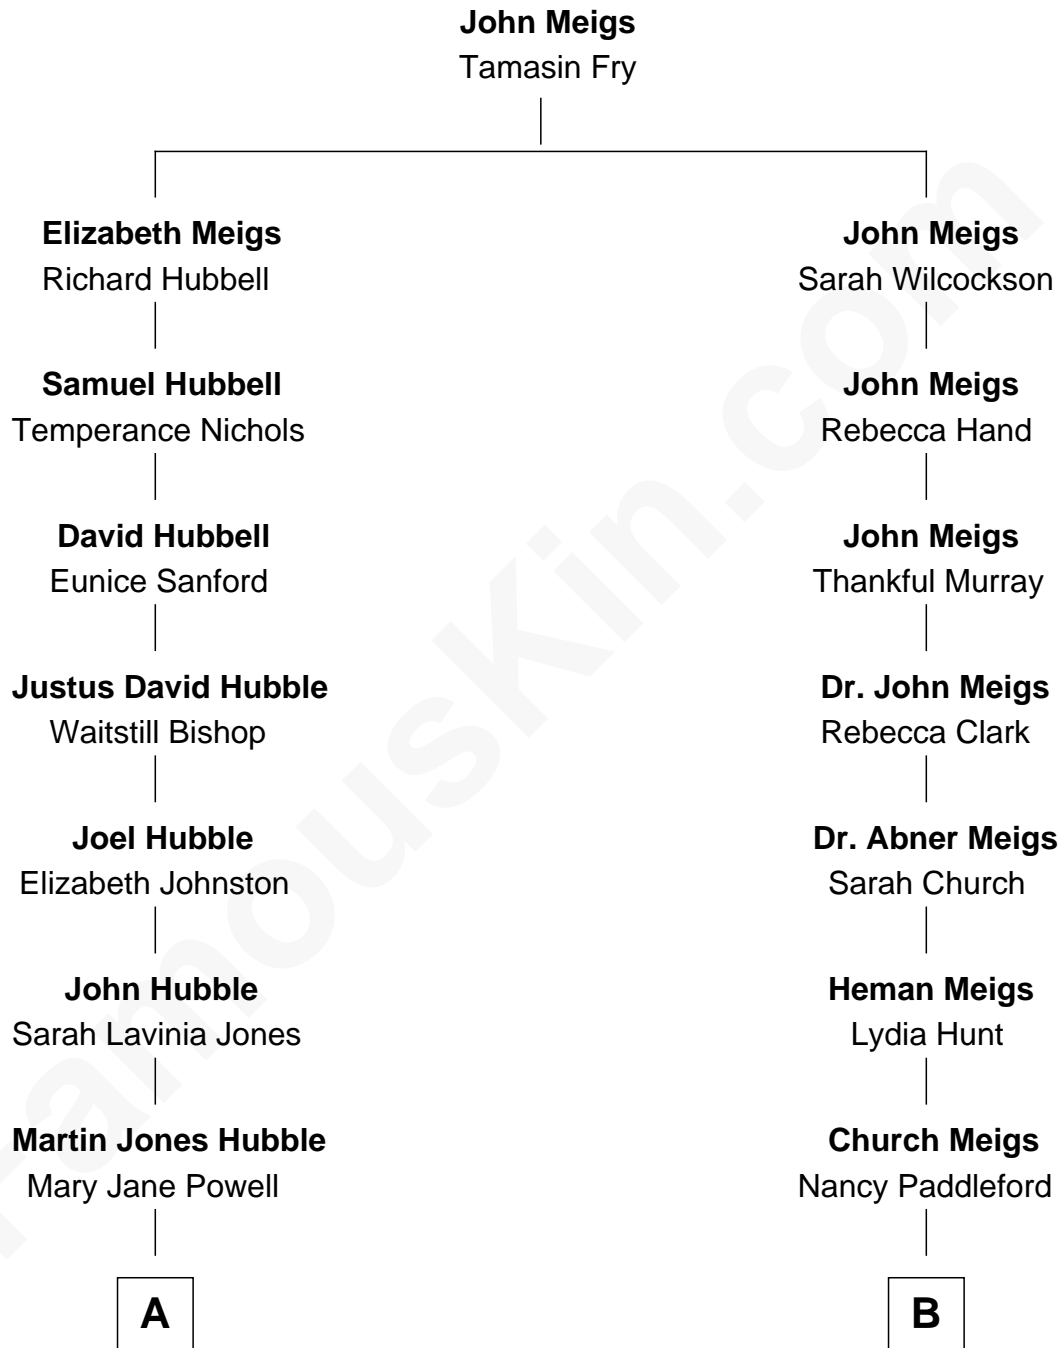 John Meigs
Tamasin Fry
Elizabeth Meigs
Richard Hubbell
John Meigs
Sarah Wilcockson
Samuel Hubbell
Temperance Nichols
John Meigs
Rebecca Hand
David Hubbell
Eunice Sanford
John Meigs
Thankful Murray
Justus David Hubble
Waitstill Bishop
Dr. John Meigs
Rebecca Clark
Joel Hubble
Elizabeth Johnston
Dr. Abner Meigs
Sarah Church
John Hubble
Sarah Lavinia Jones
Heman Meigs
Lydia Hunt
Martin Jones Hubble
Mary Jane Powell
Church Meigs
Nancy Paddleford
A
B
FamousKin.com